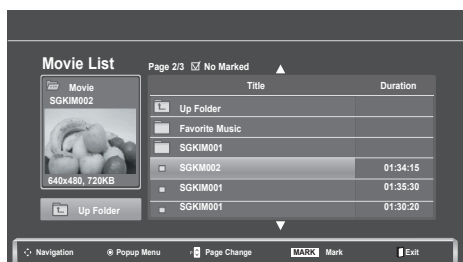 Movie List
Page 2/3 No Marked
Movie
SGKIM002
640x480, 720KB
Up Folder
Title Duration
Up Folder
Favorite Music
SGKIM001
SGKM002 01:34:15
SGKIM001 01:35:30
SGKIM001 01:30:20
Navigation Popup Menu P Page Change MARK Mark Exit